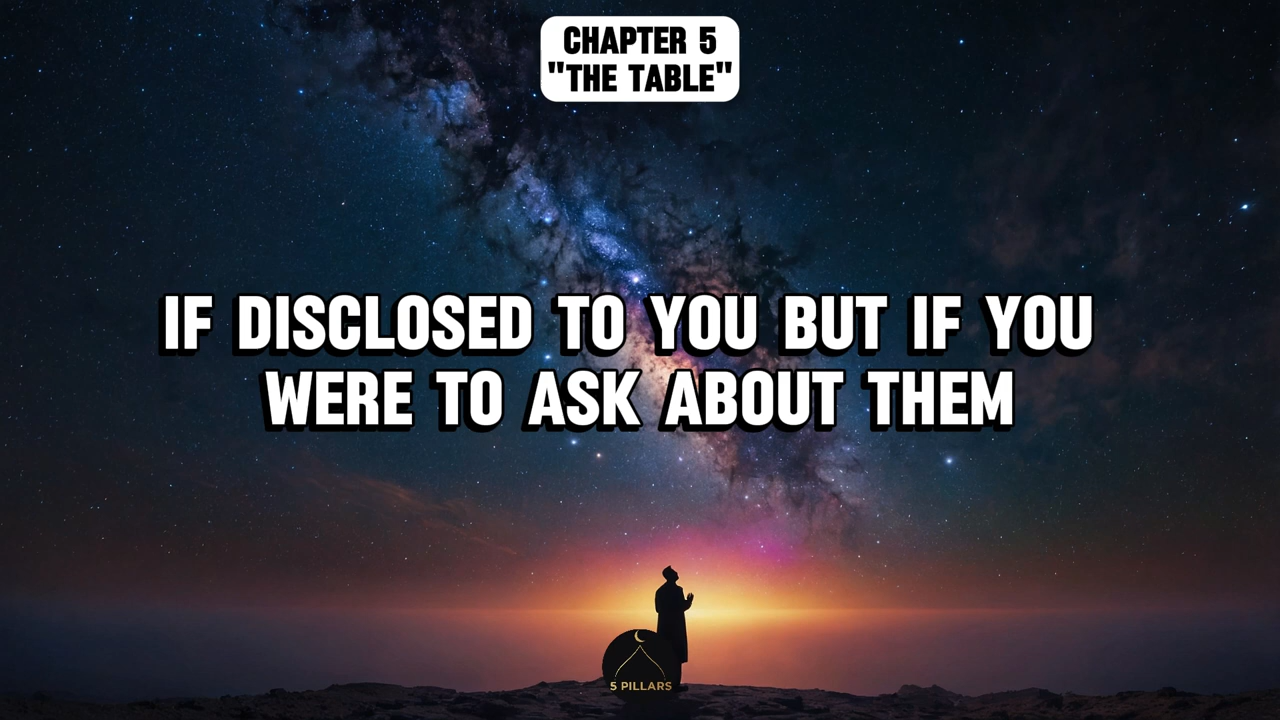 CHAPTER 5
"THE TABLE"
IF DISCLOSED TO YOU BUT IF YOU
WERE TO ASK ABOUT THEM
5 PILLARS